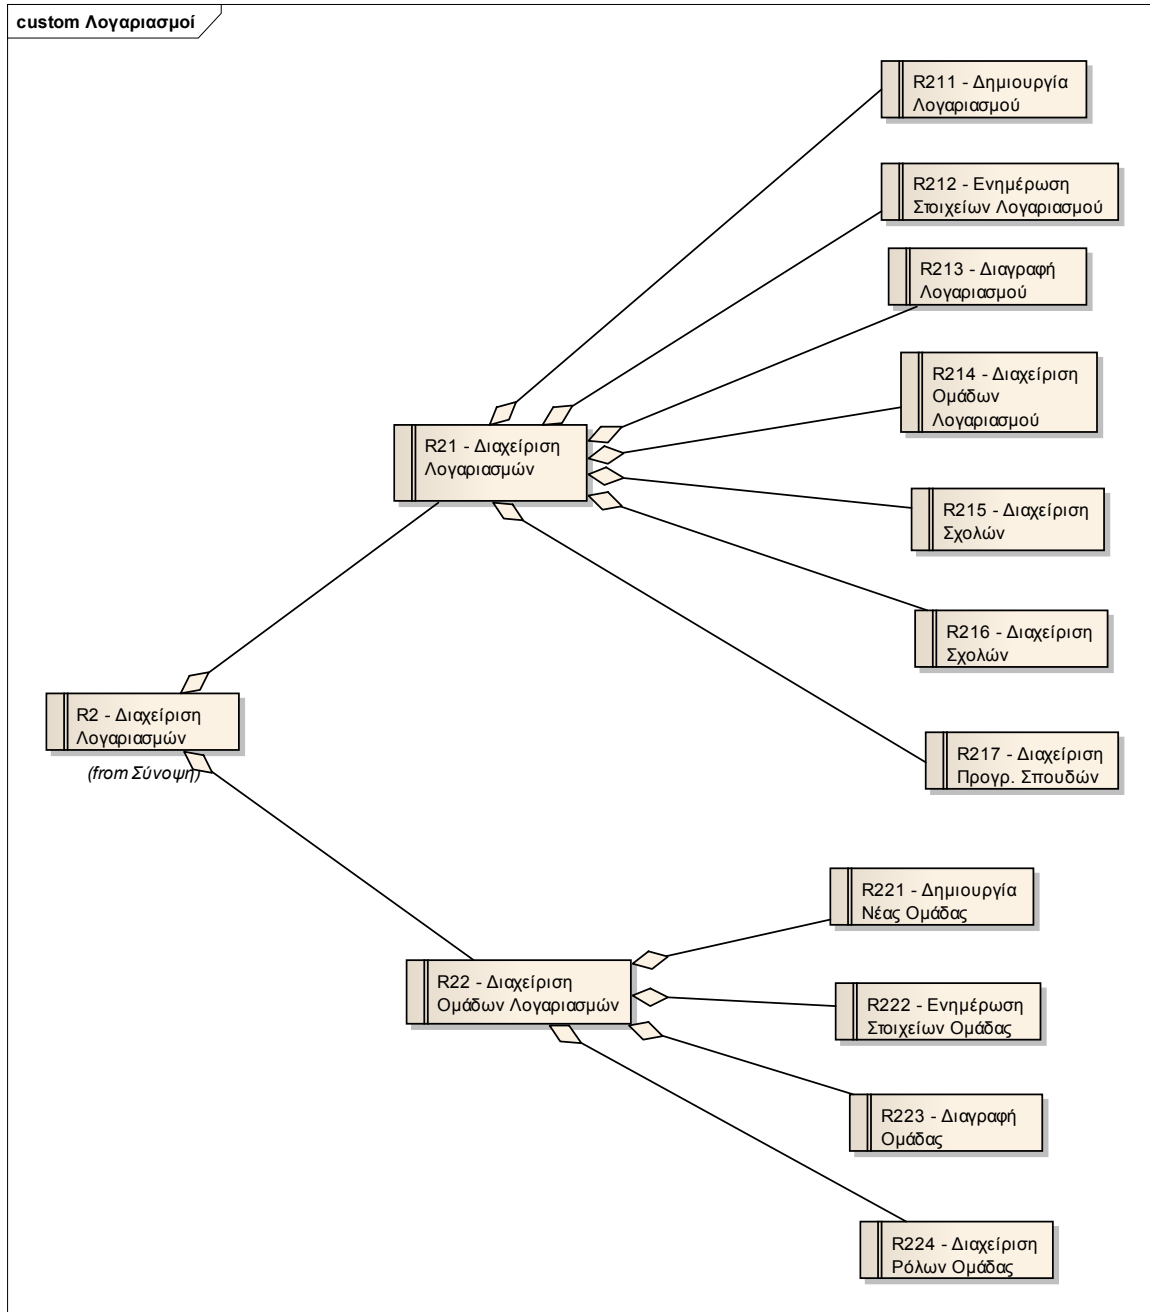 custom Λογαριασμοί
R211 - Δημιουργία
Λογαριασμού
R212 - Ενημέρωση
Στοιχείων Λογαριασμού
R213 - Διαγραφή
Λογαριασμού
R214 - Διαχείριση
Ομάδων
Λογαριασμού
R21 - Διαχείριση
Λογαριασμών
R215 - Διαχείριση
Σχολών
R216 - Διαχείριση
Σχολών
R2 - Διαχείριση
Λογαριασμών
(from Σύνοψη)
R217 - Διαχείριση
Προγρ. Σπουδών
R221 - Δημιουργία
Νέας Ομάδας
R22 - Διαχείριση
Ομάδων Λογαριασμών
R222 - Ενημέρωση
Στοιχείων Ομάδας
R223 - Διαγραφή
Ομάδας
R224 - Διαχείριση
Ρόλων Ομάδας